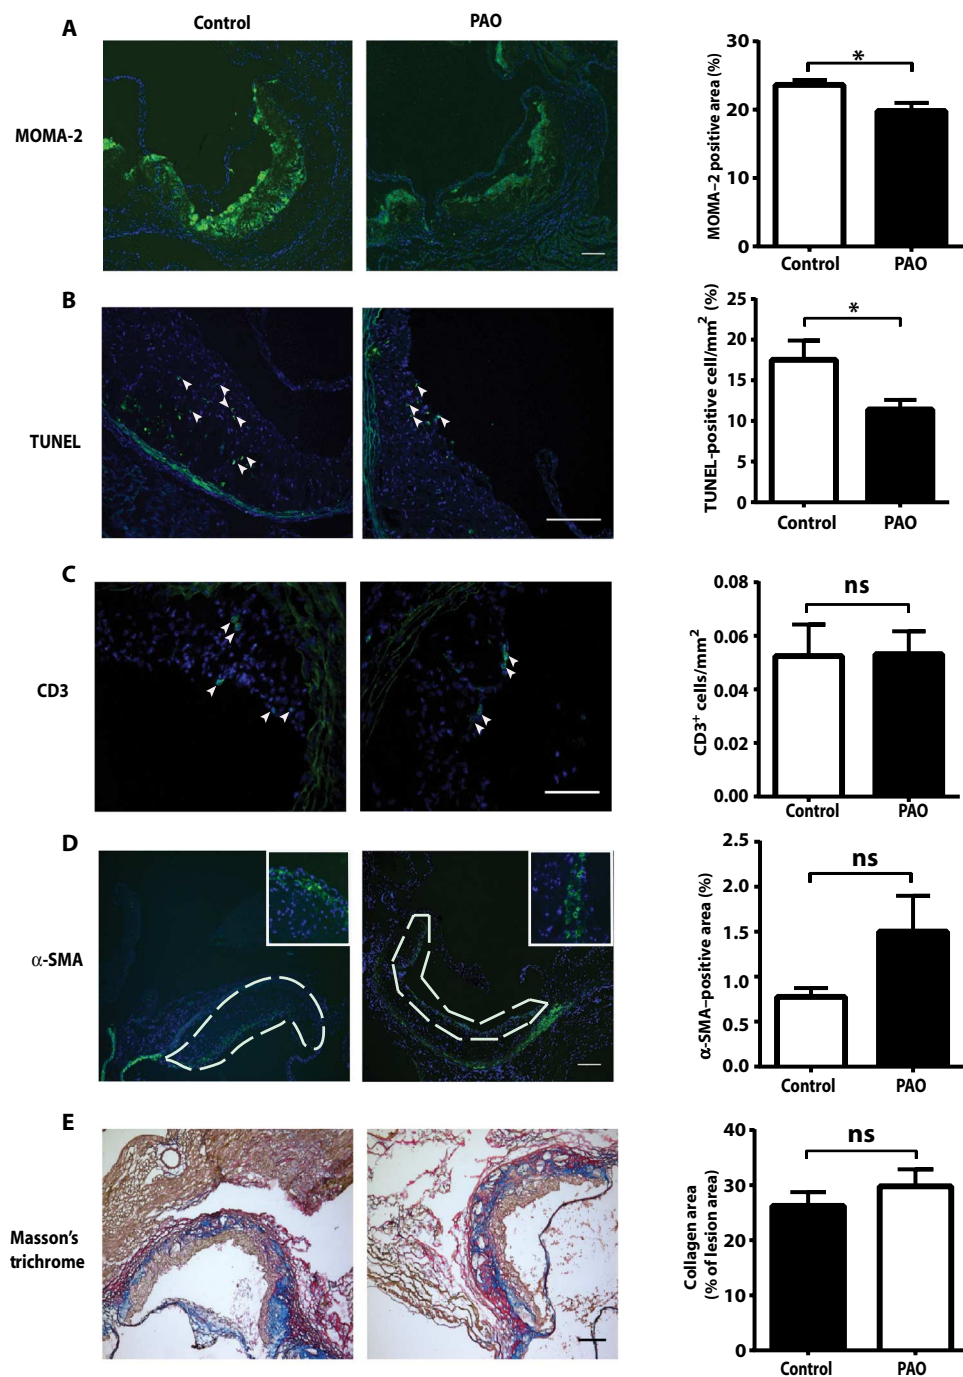 A
Control
PAO
MOMA-2
MOMA–2 positive area (%)
30
20
10
0
*
Control
PAO
B
TUNEL
TUNEL-positive cell/mm² (%)
25
20
15
10
5
0
*
Control
PAO
C
CD3
CD3⁺ cells/mm²
0.08
0.06
0.04
0.02
0.00
ns
Control
PAO
D
α-SMA
α-SMA–positive area (%)
2.5
2.0
1.5
1.0
0.5
0.0
ns
Control
PAO
E
Masson’s
trichrome
Collagen area
(% of lesion area)
40
30
20
10
0
ns
Control
PAO